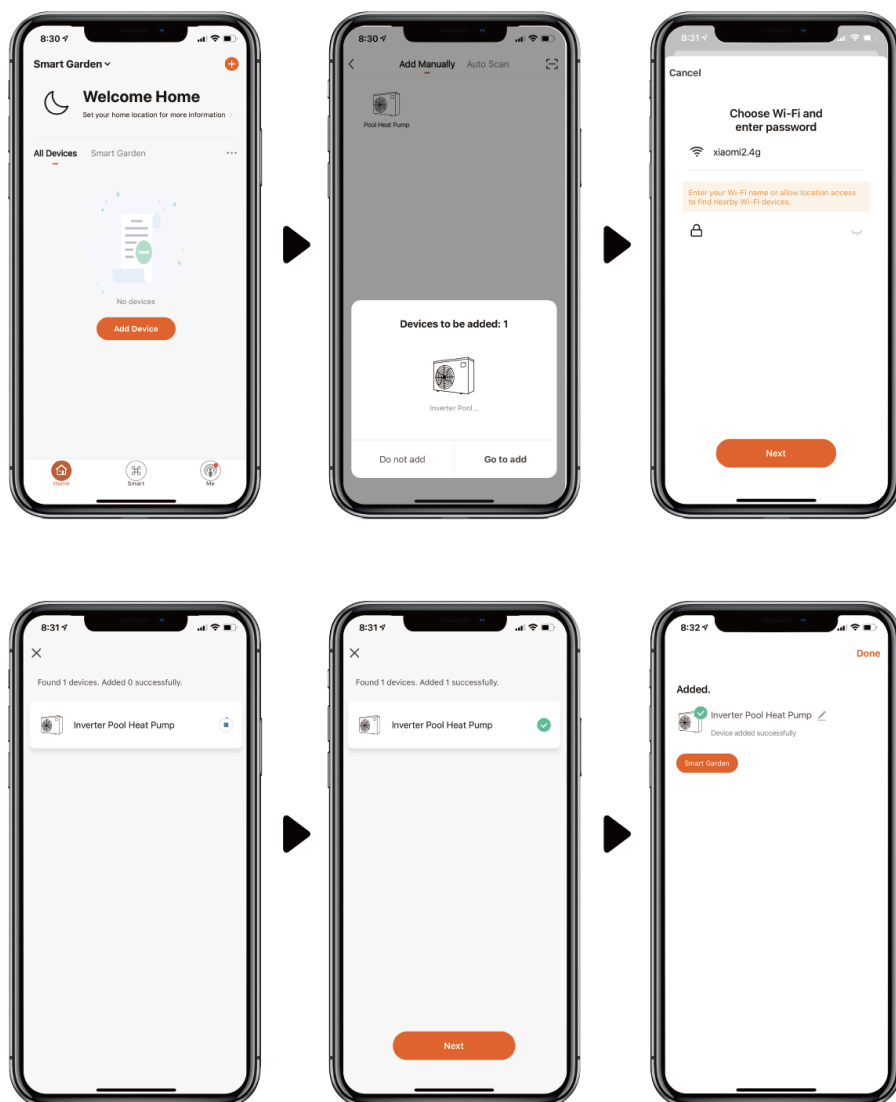 8:30
Smart Garden
Welcome Home
Set your home location for more information
All Devices Smart Garden
No devices
Add Device
Home Smart Me
8:30
Add Manually Auto Scan
Pool Heat Pump
Devices to be added: 1
Inverter Pool...
Do not add Go to add
8:31
Cancel
Choose Wi-Fi and
enter password
xiaomi2.4g
Enter your Wi-Fi name or allow location access
to find nearby Wi-Fi devices.
Next
8:31
Found 1 devices. Added 0 successfully.
Inverter Pool Heat Pump
8:31
Found 1 devices. Added 1 successfully.
Inverter Pool Heat Pump
Next
8:32
Done
Added.
Inverter Pool Heat Pump
Device added successfully
Smart Garden